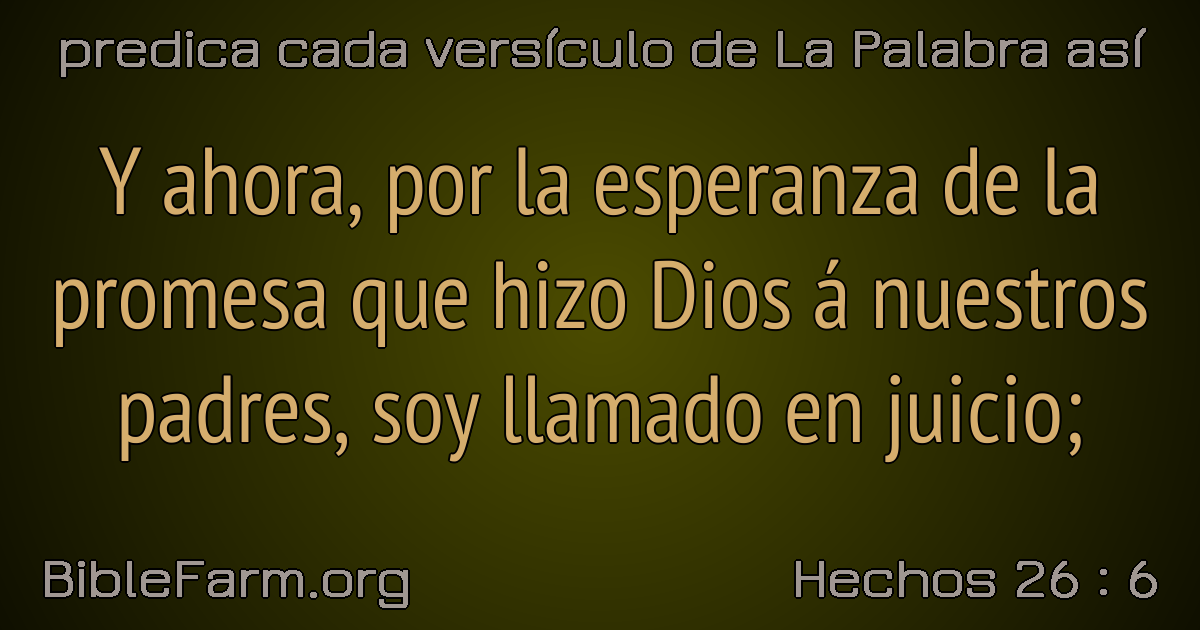 predica cada versículo de La Palabra así
Y ahora, por la esperanza de la
promesa que hizo Dios á nuestros
padres, soy llamado en juicio;
BibleFarm.org
Hechos 26 : 6